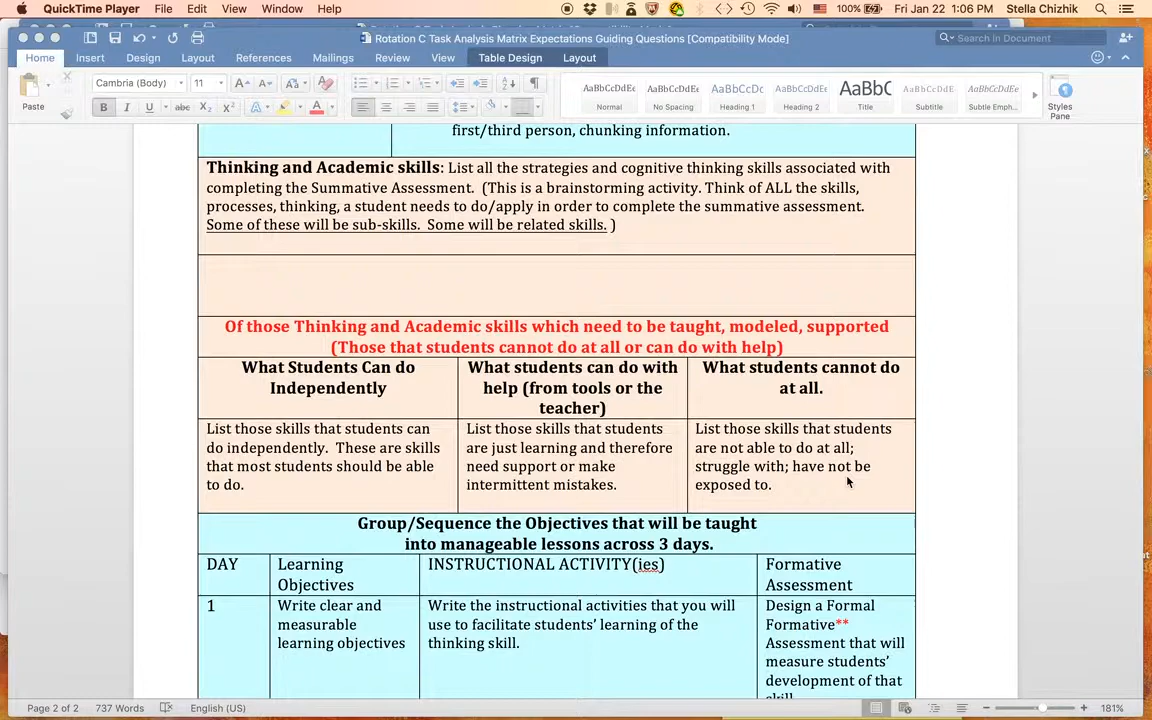 QuickTime Player File Edit View Window Help 100% Fri Jan 22 1:06 PM Stella Chizhik
Rotation C Task Analysis Matrix Expectations Guiding Questions [Compatibility Mode]
Search In Document
Home Insert Design Layout References Mailings Review View Table Design Layout
Paste
Cambria (Body) 11
B I U abc X₂ X² A A
AaBbCcDdEe AaBbCcDdEe AaBbCcDc AaBbCcDdEe AaBbC AaBbCcDdEe AaBbCcDdEe
Normal No Spacing Heading 1 Heading 2 Title Subtitle Subtle Emph...
Styles
Pane
first/third person, chunking information.
Thinking and Academic skills: List all the strategies and cognitive thinking skills associated with
completing the Summative Assessment. (This is a brainstorming activity. Think of ALL the skills,
processes, thinking, a student needs to do/apply in order to complete the summative assessment.
Some of these will be sub-skills. Some will be related skills. )
Of those Thinking and Academic skills which need to be taught, modeled, supported
(Those that students cannot do at all or can do with help)
What Students Can do
Independently
What students can do with
help (from tools or the
teacher)
What students cannot do
at all.
List those skills that students can
do independently. These are skills
that most students should be able
to do.
List those skills that students
are just learning and therefore
need support or make
intermittent mistakes.
List those skills that students
are not able to do at all;
struggle with; have not be
exposed to.
Group/Sequence the Objectives that will be taught
into manageable lessons across 3 days.
DAY
Learning
Objectives
INSTRUCTIONAL ACTIVITY(ies)
Formative
Assessment
1
Write clear and
measurable
learning objectives
Write the instructional activities that you will
use to facilitate students' learning of the
thinking skill.
Design a Formal
Formative**
Assessment that will
measure students'
development of that
skill
Page 2 of 2 737 Words English (US) 181%